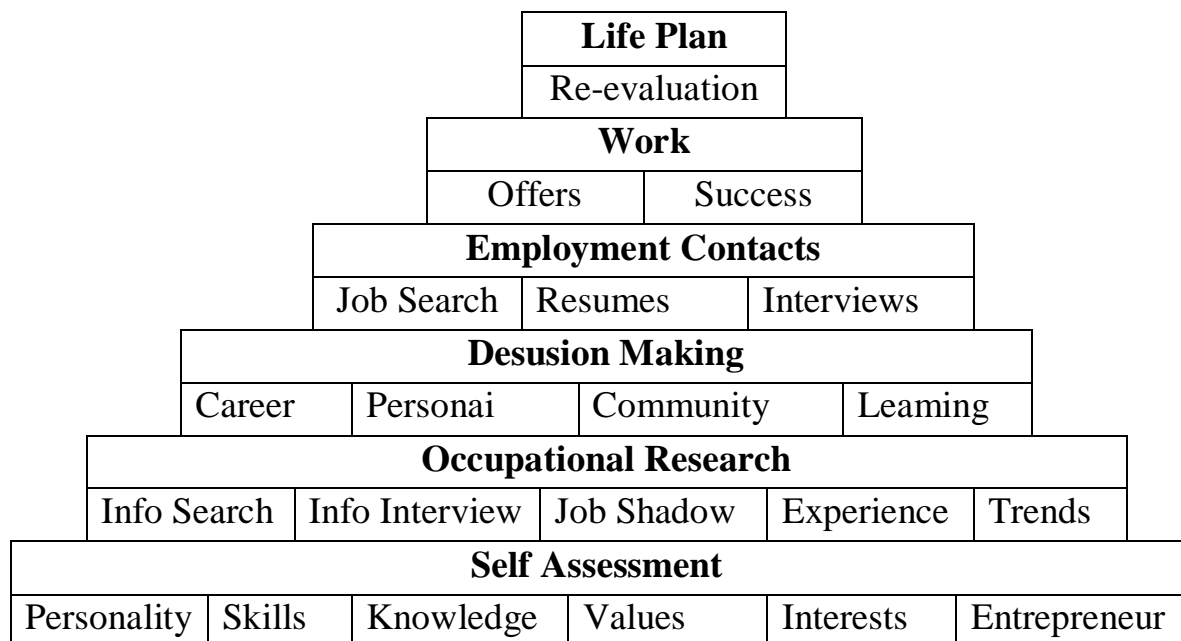 Life Plan
Re-evaluation
Work
Offers Success
Employment Contacts
Job Search Resumes Interviews
Desusion Making
Career Personai Community Leaming
Occupational Research
Info Search Info Interview Job Shadow Experience Trends
Self Assessment
Personality Skills Knowledge Values Interests Entrepreneur